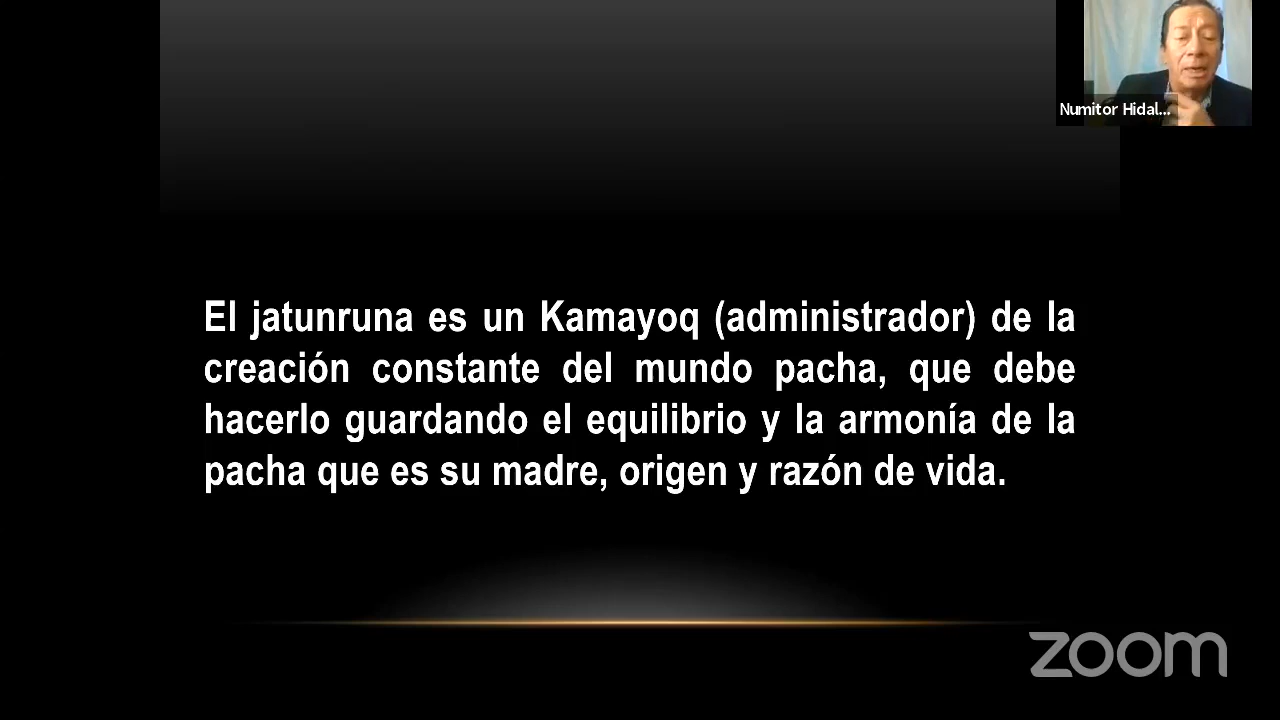 Numitor Hidal...
El jatunruna es un Kamayoq (administrador) de la
creación constante del mundo pacha, que debe
hacerlo guardando el equilibrio y la armonía de la
pacha que es su madre, origen y razón de vida.
zoom